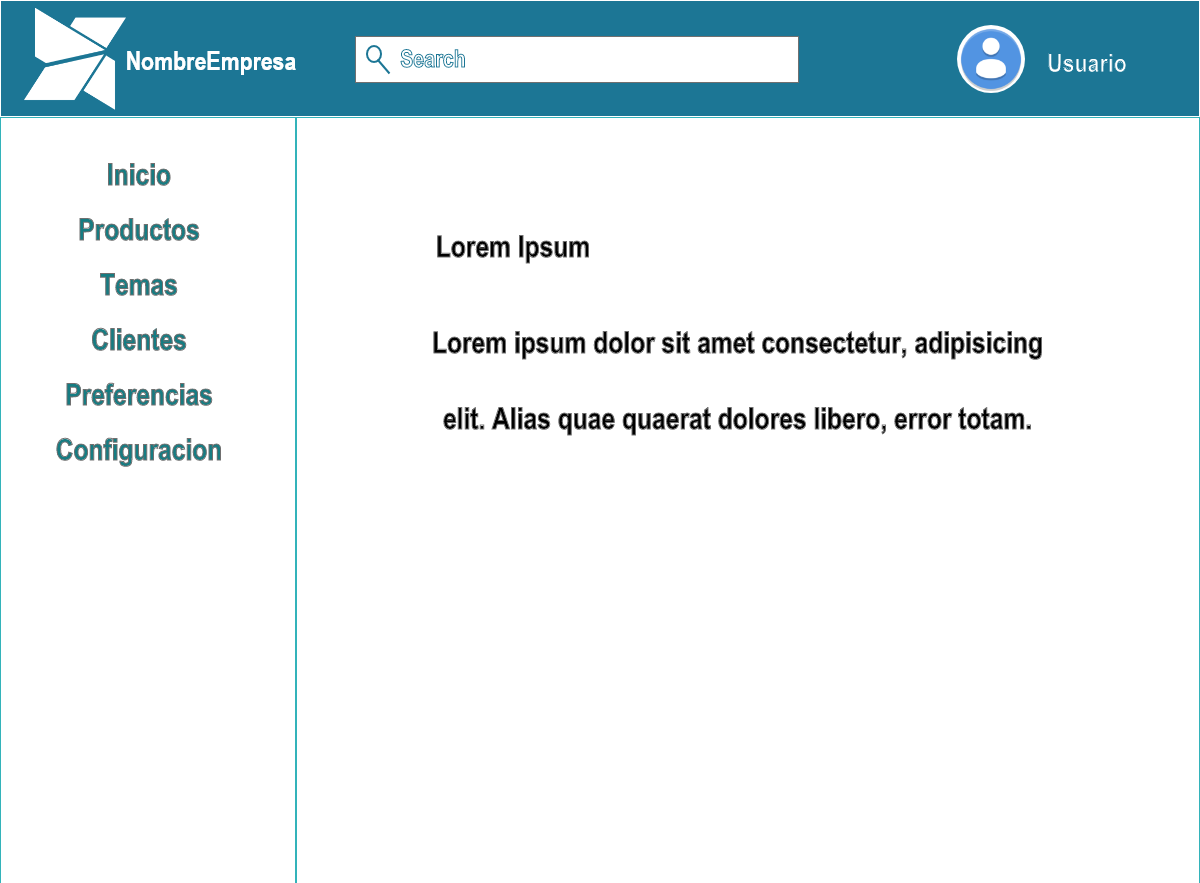 NombreEmpresa
Search
Usuario
Inicio
Productos
Temas
Clientes
Preferencias
Configuracion
Lorem Ipsum
Lorem ipsum dolor sit amet consectetur, adipisicing
elit. Alias quae quaerat dolores libero, error totam.